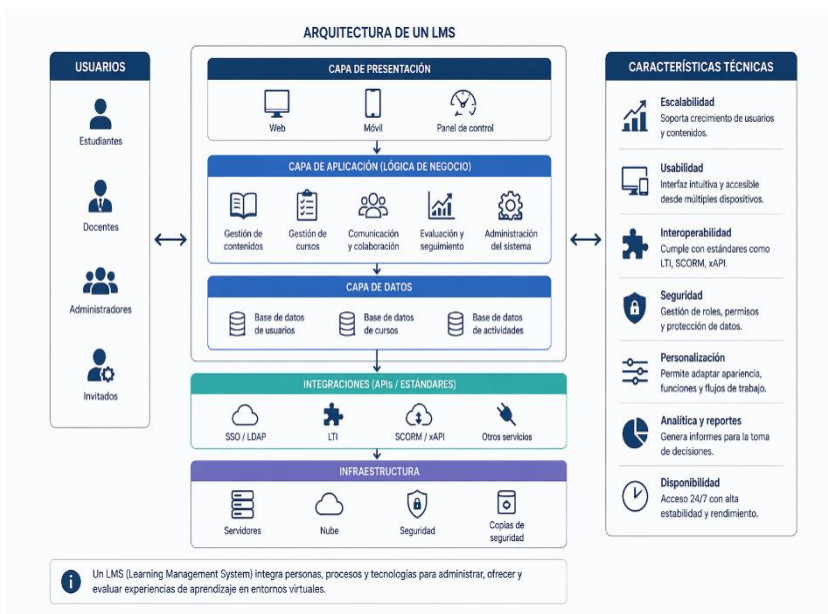 ARQUITECTURA DE UN LMS
USUARIOS
Estudiantes
Docentes
Administradores
Invitados
CAPA DE PRESENTACIÓN
Web
Móvil
Panel de control
CAPA DE APLICACIÓN (LÓGICA DE NEGOCIO)
Gestión de
contenidos
Gestión de
cursos
Comunicación
y colaboración
Evaluación y
seguimiento
Administración
del sistema
CAPA DE DATOS
Base de datos
de usuarios
Base de datos
de cursos
Base de datos
de actividades
INTEGRACIONES (APIs / ESTÁNDARES)
SSO / LDAP
LTI
SCORM / xAPI
Otros servicios
INFRAESTRUCTURA
Servidores
Nube
Seguridad
Copias de
seguridad
CARACTERÍSTICAS TÉCNICAS
Escalabilidad
Soporta crecimiento de usuarios
y contenidos.
Usabilidad
Interfaz intuitiva y accesible
desde múltiples dispositivos.
Interoperabilidad
Cumple con estándares como
LTI, SCORM, xAPI.
Seguridad
Gestión de roles, permisos
y protección de datos.
Personalización
Permite adaptar apariencia,
funciones y flujos de trabajo.
Analítica y reportes
Genera informes para la toma
de decisiones.
Disponibilidad
Acceso 24/7 con alta
estabilidad y rendimiento.
i
Un LMS (Learning Management System) integra personas, procesos y tecnologías para administrar, ofrecer y
evaluar experiencias de aprendizaje en entornos virtuales.